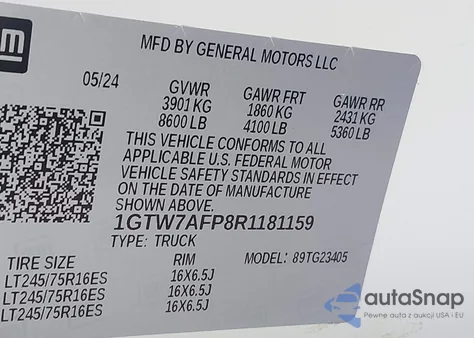 gm
MFD BY GENERAL MOTORS LLC
05/24 GVWR GAWR FRT GAWR RR
3901 KG 1860 KG 2431 KG
8600 LB 4100 LB 5360 LB
THIS VEHICLE CONFORMS TO ALL
APPLICABLE U.S. FEDERAL MOTOR
VEHICLE SAFETY STANDARDS IN EFFECT
ON THE DATE OF MANUFACTURE
SHOWN ABOVE.
1GTW7AFP8R1181159
TYPE: TRUCK MODEL: 89TG23405
TIRE SIZE RIM
LT245/75R16ES 16X6.5J
LT245/75R16ES 16X6.5J
LT245/75R16ES 16X6.5J
autoSnap
Pewne auta z aukcji USA i EU